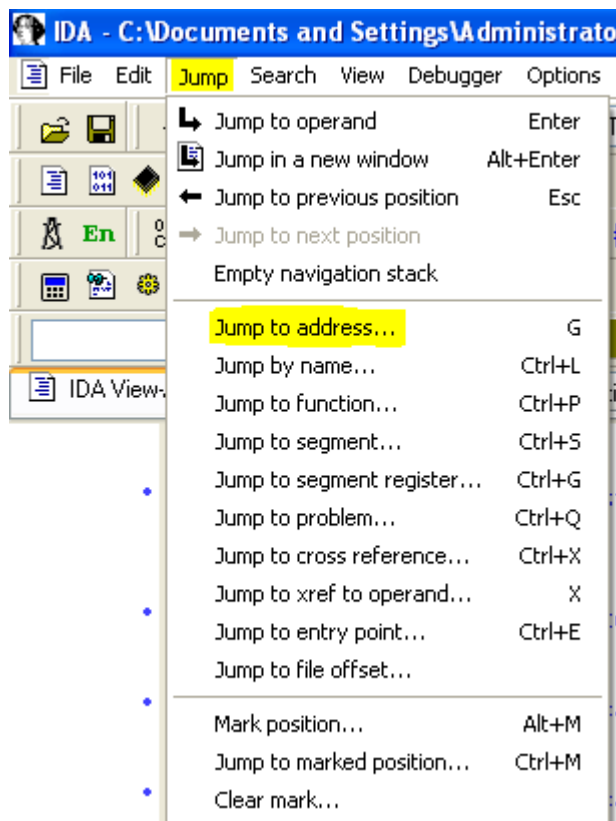 IDA - C:\Documents and Settings\Administrato
File Edit Jump Search View Debugger Options
Jump to operand Enter
Jump in a new window Alt+Enter
Jump to previous position Esc
Jump to next position
Empty navigation stack
Jump to address... G
Jump by name... Ctrl+L
Jump to function... Ctrl+P
Jump to segment... Ctrl+S
Jump to segment register... Ctrl+G
Jump to problem... Ctrl+Q
Jump to cross reference... Ctrl+X
Jump to xref to operand... X
Jump to entry point... Ctrl+E
Jump to file offset...
Mark position... Alt+M
Jump to marked position... Ctrl+M
Clear mark...
En
IDA View-